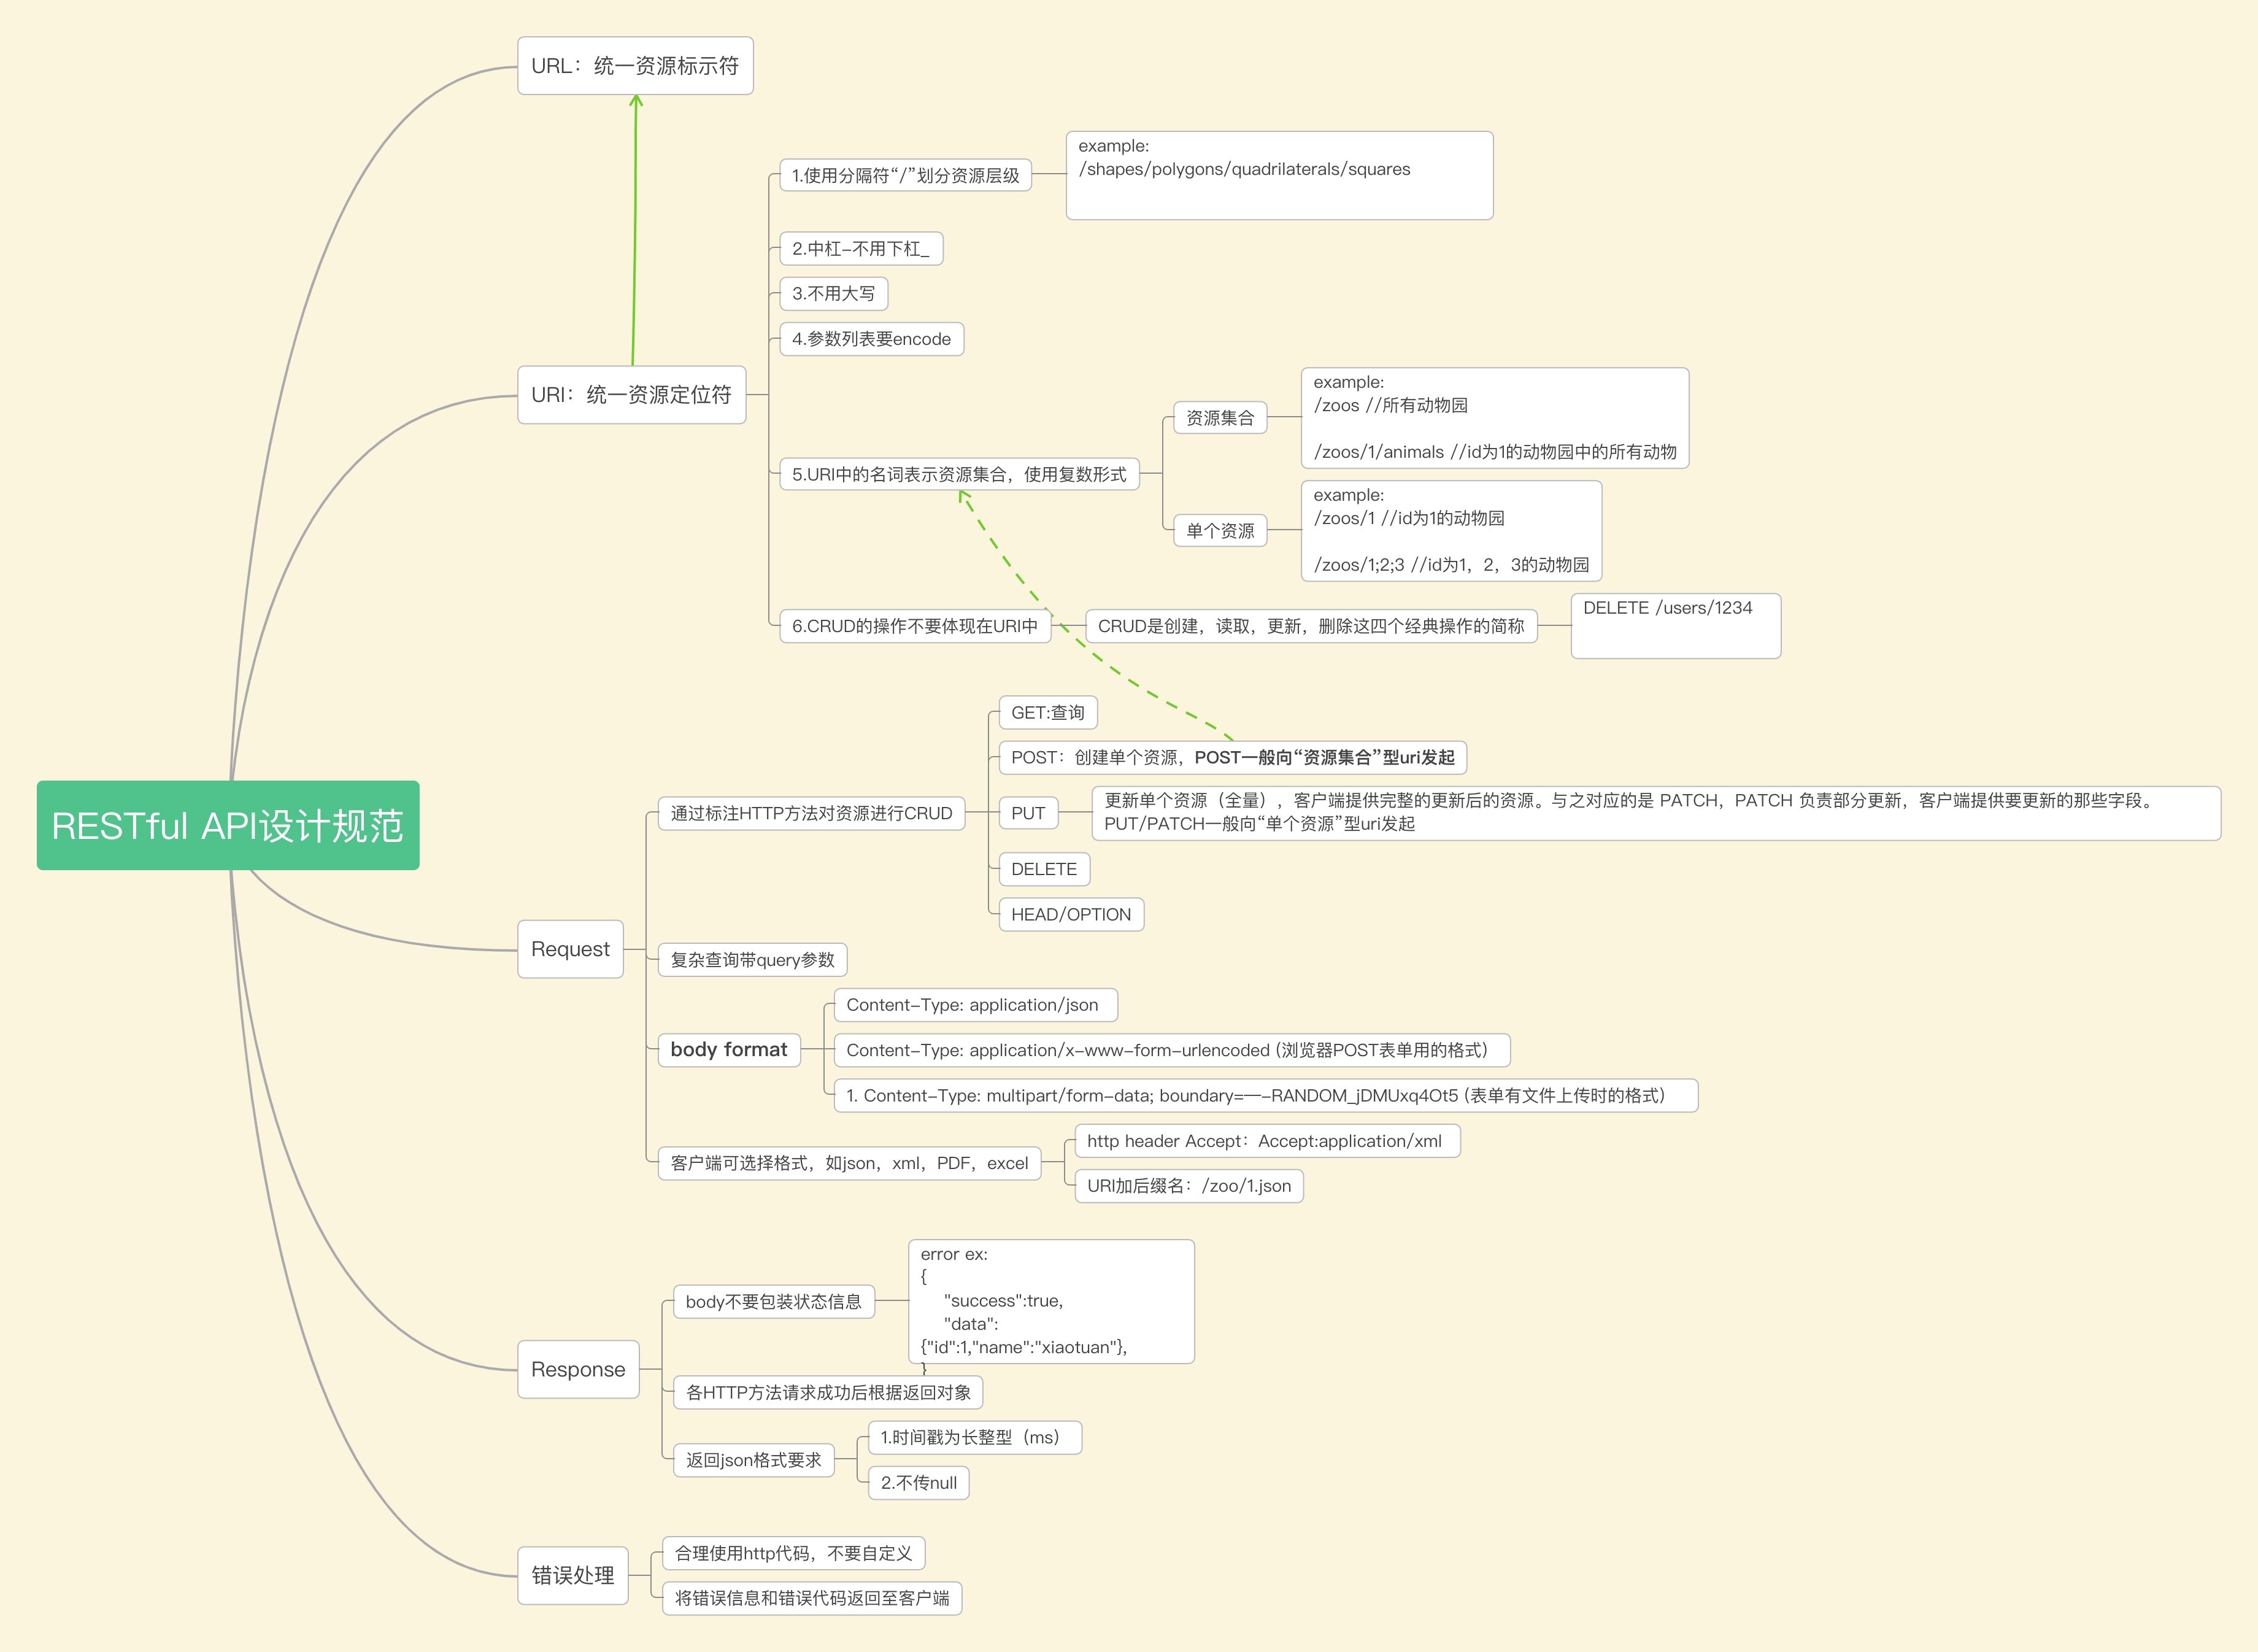 RESTful API设计规范
URL：统一资源标示符
URI：统一资源定位符
1.使用分隔符“/”划分资源层级
example:
/shapes/polygons/quadrilaterals/squares
2.中杠-不用下杠_
3.不用大写
4.参数列表要encode
5.URI中的名词表示资源集合，使用复数形式
资源集合
example:
/zoos //所有动物园
/zoos/1/animals //id为1的动物园中的所有动物
单个资源
example:
/zoos/1 //id为1的动物园
/zoos/1;2;3 //id为1，2，3的动物园
6.CRUD的操作不要体现在URI中
CRUD是创建，读取，更新，删除这四个经典操作的简称
DELETE /users/1234
Request
通过标注HTTP方法对资源进行CRUD
GET:查询
POST：创建单个资源，POST一般向“资源集合”型uri发起
PUT
更新单个资源（全量），客户端提供完整的更新后的资源。与之对应的是 PATCH，PATCH 负责部分更新，客户端提供要更新的那些字段。
PUT/PATCH一般向“单个资源”型uri发起
DELETE
HEAD/OPTION
复杂查询带query参数
body format
Content-Type: application/json
Content-Type: application/x-www-form-urlencoded (浏览器POST表单用的格式)
1. Content-Type: multipart/form-data; boundary=—-RANDOM_jDMUxq4Ot5 (表单有文件上传时的格式)
客户端可选择格式，如json，xml，PDF，excel
http header Accept：Accept:application/xml
URI加后缀名：/zoo/1.json
Response
body不要包装状态信息
error ex:
{
"success":true,
"data":
{"id":1,"name":"xiaotuan"},
}
各HTTP方法请求成功后根据返回对象
返回json格式要求
1.时间戳为长整型（ms）
2.不传null
错误处理
合理使用http代码，不要自定义
将错误信息和错误代码返回至客户端